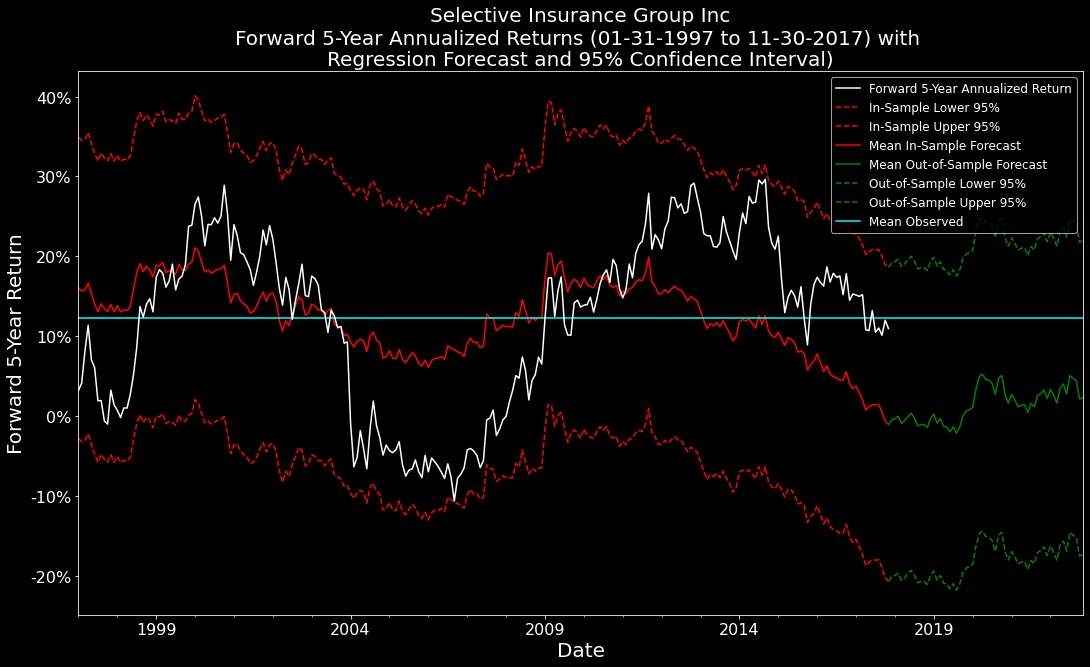 Selective Insurance Group Inc
Forward 5-Year Annualized Returns (01-31-1997 to 11-30-2017) with
Regression Forecast and 95% Confidence Interval)
Forward 5-Year Annualized Return
In-Sample Lower 95%
In-Sample Upper 95%
Mean In-Sample Forecast
Mean Out-of-Sample Forecast
Out-of-Sample Lower 95%
Out-of-Sample Upper 95%
Mean Observed
Forward 5-Year Return
40%
30%
20%
10%
0%
-10%
-20%
1999 2004 2009 2014 2019
Date